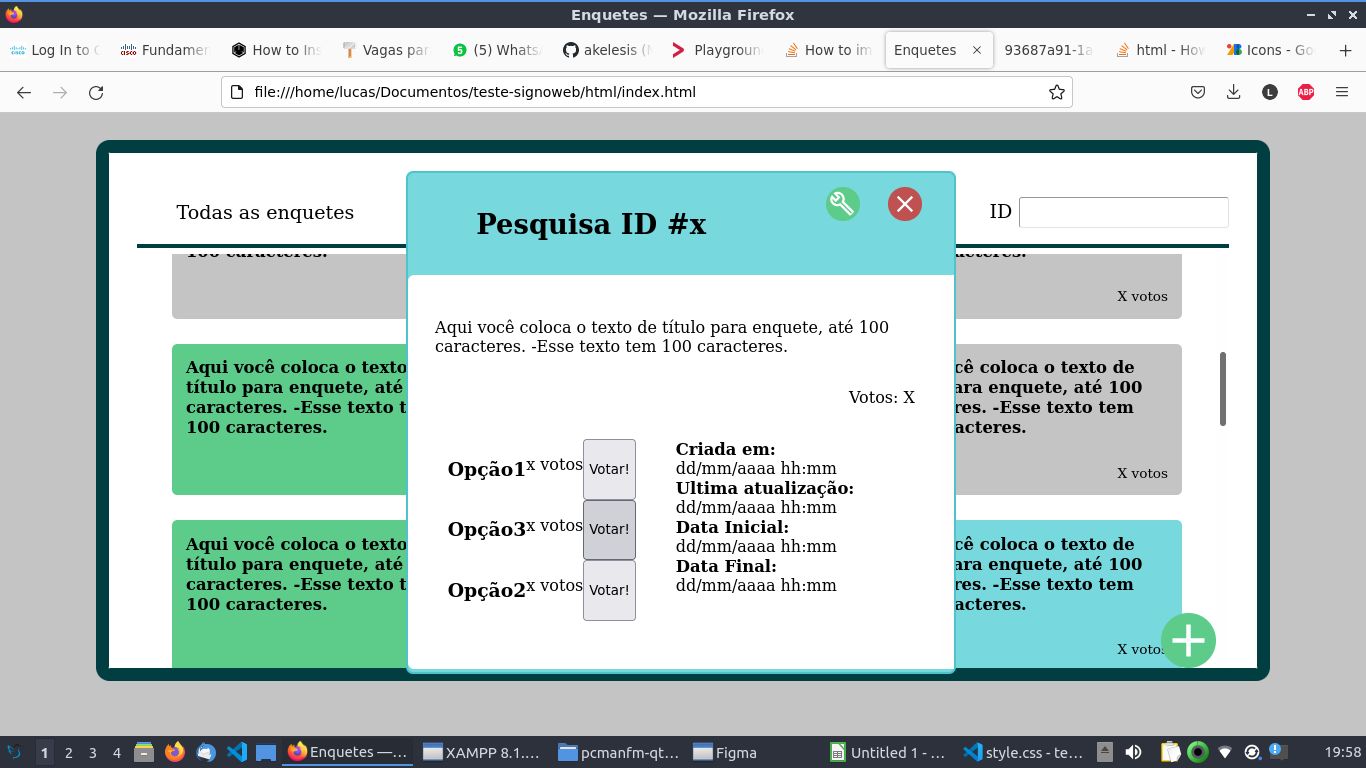 Enquetes — Mozilla Firefox
Log In to C
Fundamen
How to Ins
Vagas par
(5) Whats
akelesis (
Playgroun
How to im
Enquetes
93687a91-1a
html - How
Icons - Go
file:///home/lucas/Documentos/teste-signoweb/html/index.html
L
ABP
Todas as enquetes
ID
Pesquisa ID #x
100 caracteres.
X votos
Aqui você coloca o texto de título para enquete, até 100
caracteres. -Esse texto tem 100 caracteres.
Votos: X
Aqui você coloca o texto
título para enquete, até
caracteres. -Esse texto t
100 caracteres.
cê coloca o texto de
ara enquete, até 100
res. -Esse texto tem
acteres.
X votos
Opção1 x votos Votar!
Opção3 x votos Votar!
Opção2 x votos Votar!
Criada em:
dd/mm/aaaa hh:mm
Ultima atualização:
dd/mm/aaaa hh:mm
Data Inicial:
dd/mm/aaaa hh:mm
Data Final:
dd/mm/aaaa hh:mm
Aqui você coloca o texto
título para enquete, até
caracteres. -Esse texto t
100 caracteres.
cê coloca o texto de
ara enquete, até 100
res. -Esse texto tem
acteres.
X votos
1 2 3 4
Enquetes —...
XAMPP 8.1....
pcmanfm-qt...
Figma
Untitled 1 - ...
style.css - te...
19:58